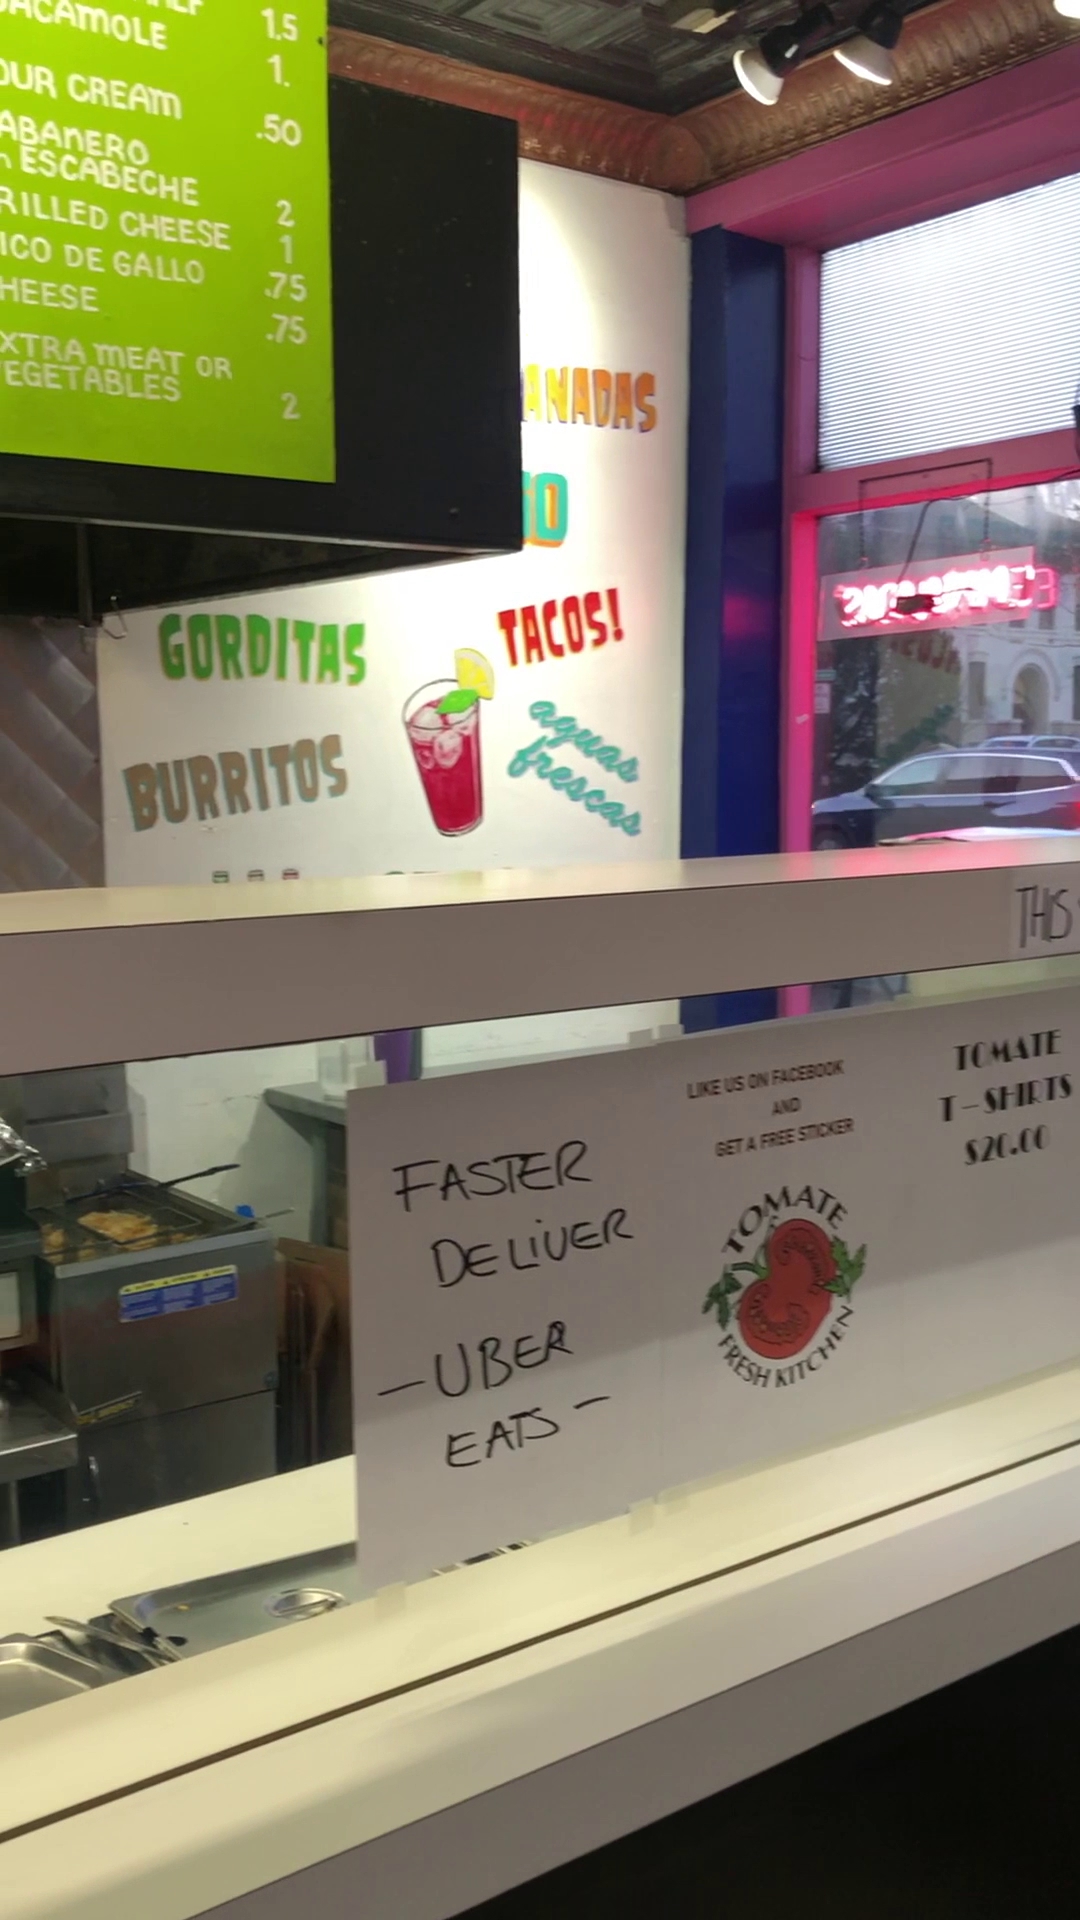 ACAMOLE
1.5
1.
OUR CREAM
.50
ABANERO
n ESCABECHE
2
RILLED CHEESE
1
ICO DE GALLO
.75
HEESE
.75
XTRA MEAT OR
VEGETABLES
2
ANADAS
GORDITAS
TACOS!
BURRITOS
aguas
frescas
THIS
FASTER
DELIVER
-UBER
EATS-
LIKE US ON FACEBOOK
AND
GET A FREE STICKER
TOMATE
FRESH KITCHEN
TOMATE
T-SHIRTS
$20.00